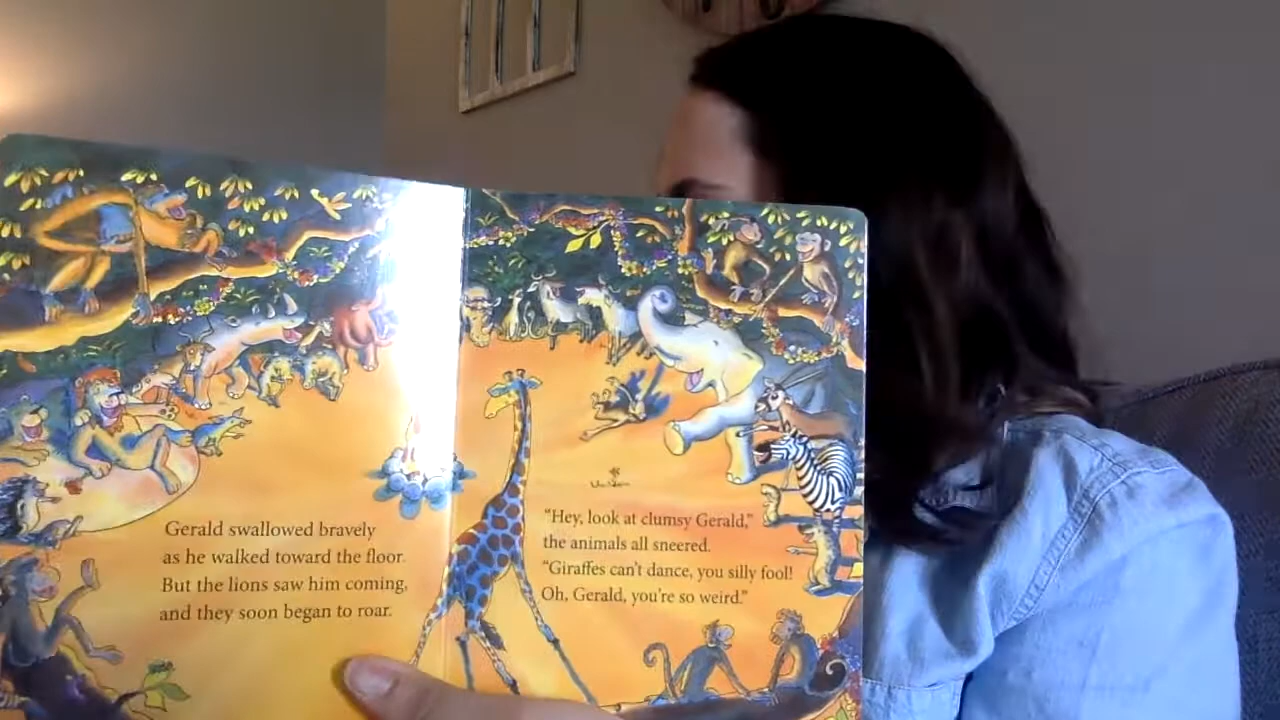 Gerald swallowed bravely
as he walked toward the floor.
But the lions saw him coming,
and they soon began to roar.
"Hey, look at clumsy Gerald,"
the animals all sneered.
"Giraffes can't dance, you silly fool!
Oh, Gerald, you're so weird."